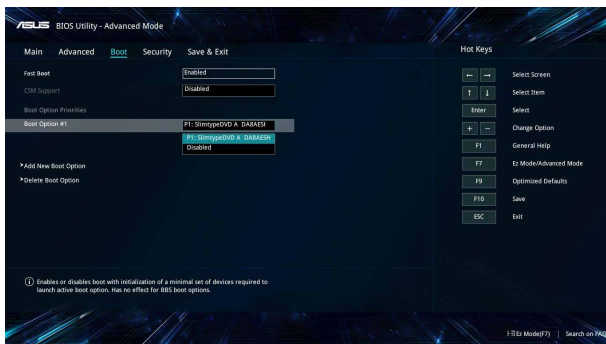 ASUS BIOS Utility - Advanced Mode
Main Advanced Boot Security Save & Exit
Hot Keys
Fast Boot Enabled
CSM Support Disabled
Boot Option Priorities
Boot Option #1 P1: SlimtypeDVD A DA8AESI
P1: SlimtypeDVD A DA8AESH
Disabled
Add New Boot Option
Delete Boot Option
← → Select Screen
↑ ↓ Select Item
Enter Select
+ − Change Option
F1 General Help
F7 Ez Mode/Advanced Mode
F9 Optimized Defaults
F10 Save
ESC Exit
Enables or disables boot with initialization of a minimal set of devices required to
launch active boot option. Has no effect for BBS boot options.
Ez Mode(F7) | Search on FAQ